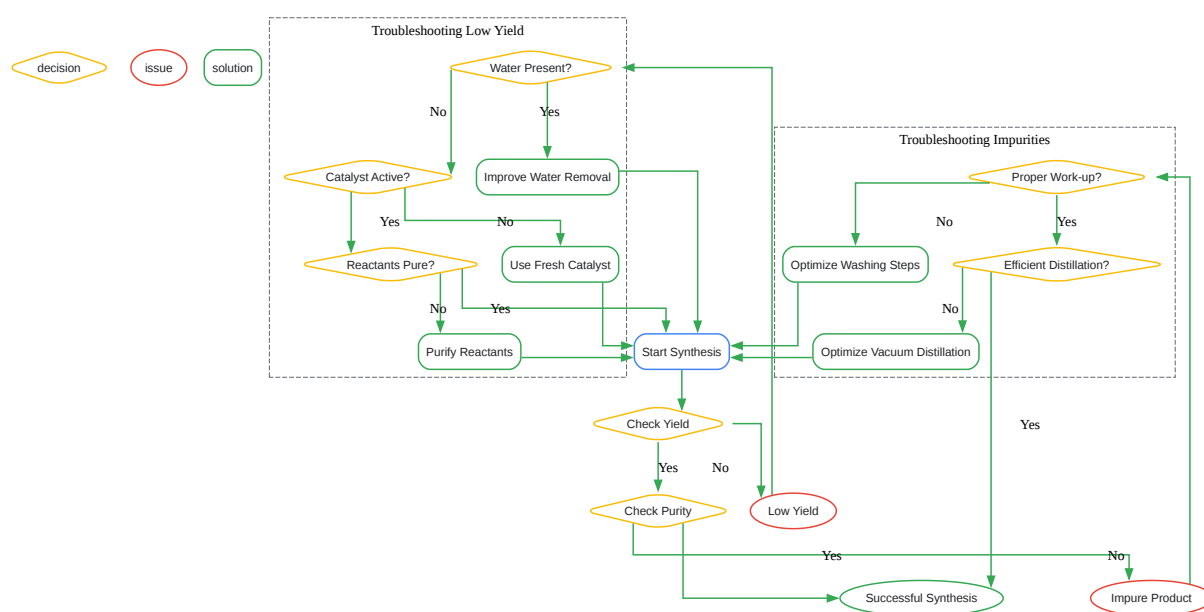 Troubleshooting Low Yield
decision
issue
solution
Water Present?
No
Yes
Troubleshooting Impurities
Catalyst Active?
Improve Water Removal
Proper Work-up?
Yes
No
No
Yes
Reactants Pure?
Use Fresh Catalyst
Optimize Washing Steps
Efficient Distillation?
No
Yes
No
Purify Reactants
Start Synthesis
Optimize Vacuum Distillation
Check Yield
Yes
Yes
No
Check Purity
Low Yield
Yes
No
Successful Synthesis
Impure Product